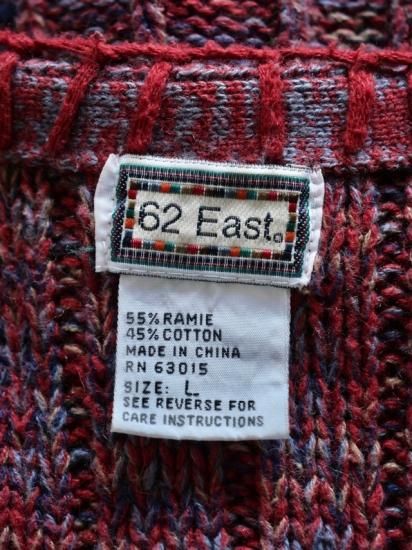 62 East
55% RAMIE
45% COTTON
MADE IN CHINA
RN 63015
SIZE: L
SEE REVERSE FOR
CARE INSTRUCTIONS